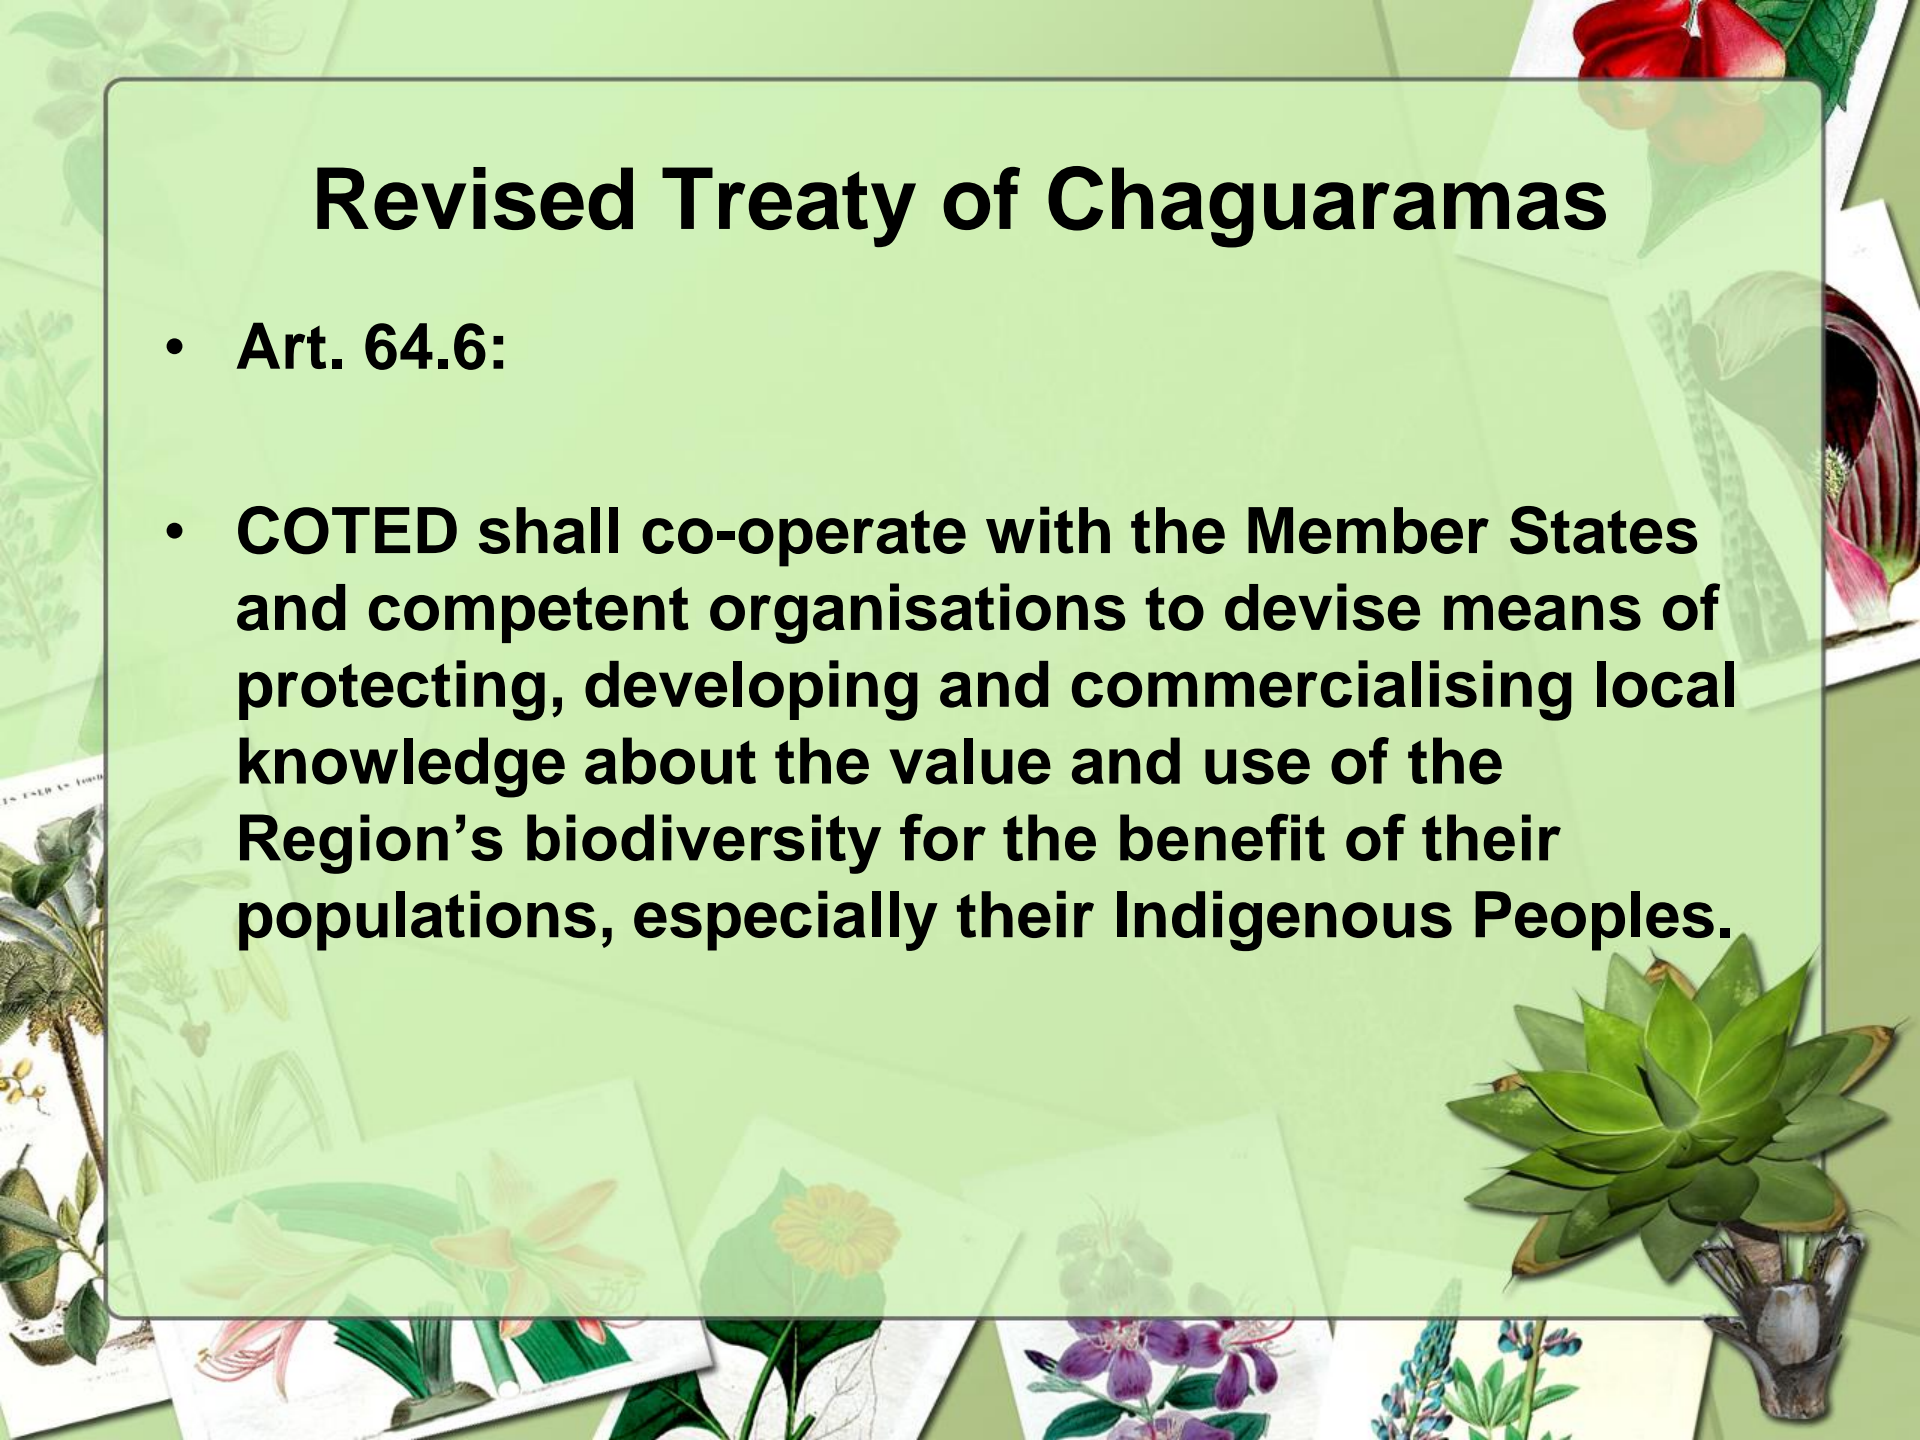 Revised Treaty of Chaguaramas
• Art. 64.6:
• COTED shall co-operate with the Member States
and competent organisations to devise means of
protecting, developing and commercialising local
knowledge about the value and use of the
Region’s biodiversity for the benefit of their
populations, especially their Indigenous Peoples.